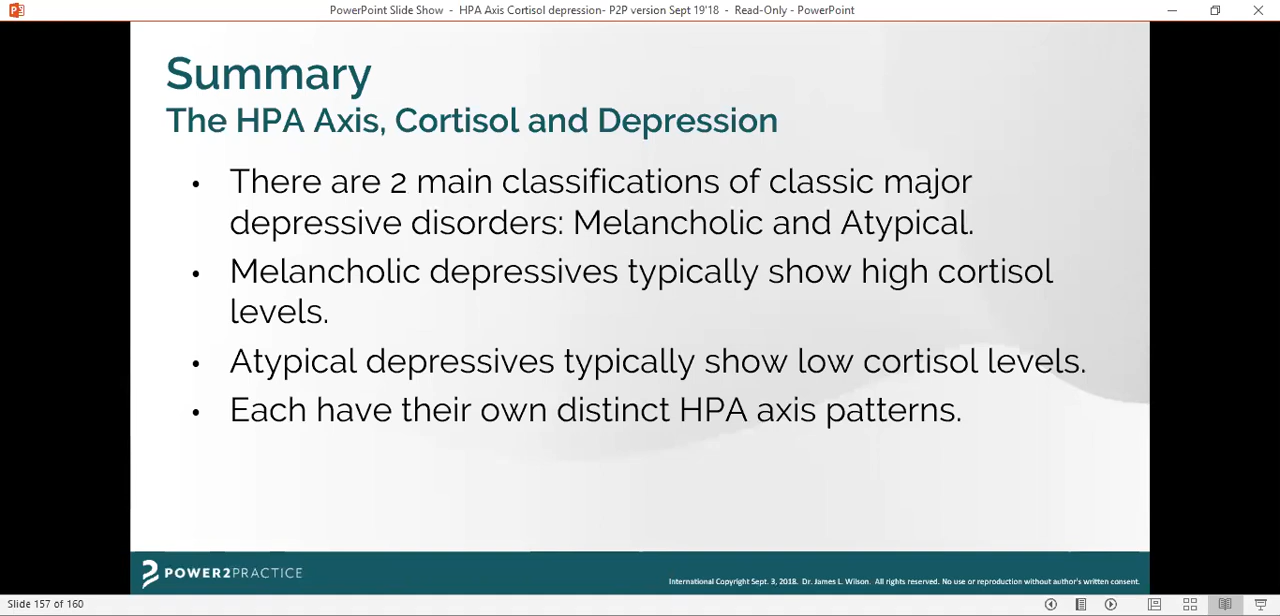 PowerPoint Slide Show - HPA Axis Cortisol depression- P2P version Sept 19'18 - Read-Only - PowerPoint
Summary
The HPA Axis, Cortisol and Depression
• There are 2 main classifications of classic major
depressive disorders: Melancholic and Atypical.
• Melancholic depressives typically show high cortisol
levels.
• Atypical depressives typically show low cortisol levels.
• Each have their own distinct HPA axis patterns.
POWER2PRACTICE
International Copyright Sept. 3, 2018. Dr. James L. Wilson. All rights reserved. No use or reproduction without author's written consent.
Slide 157 of 160